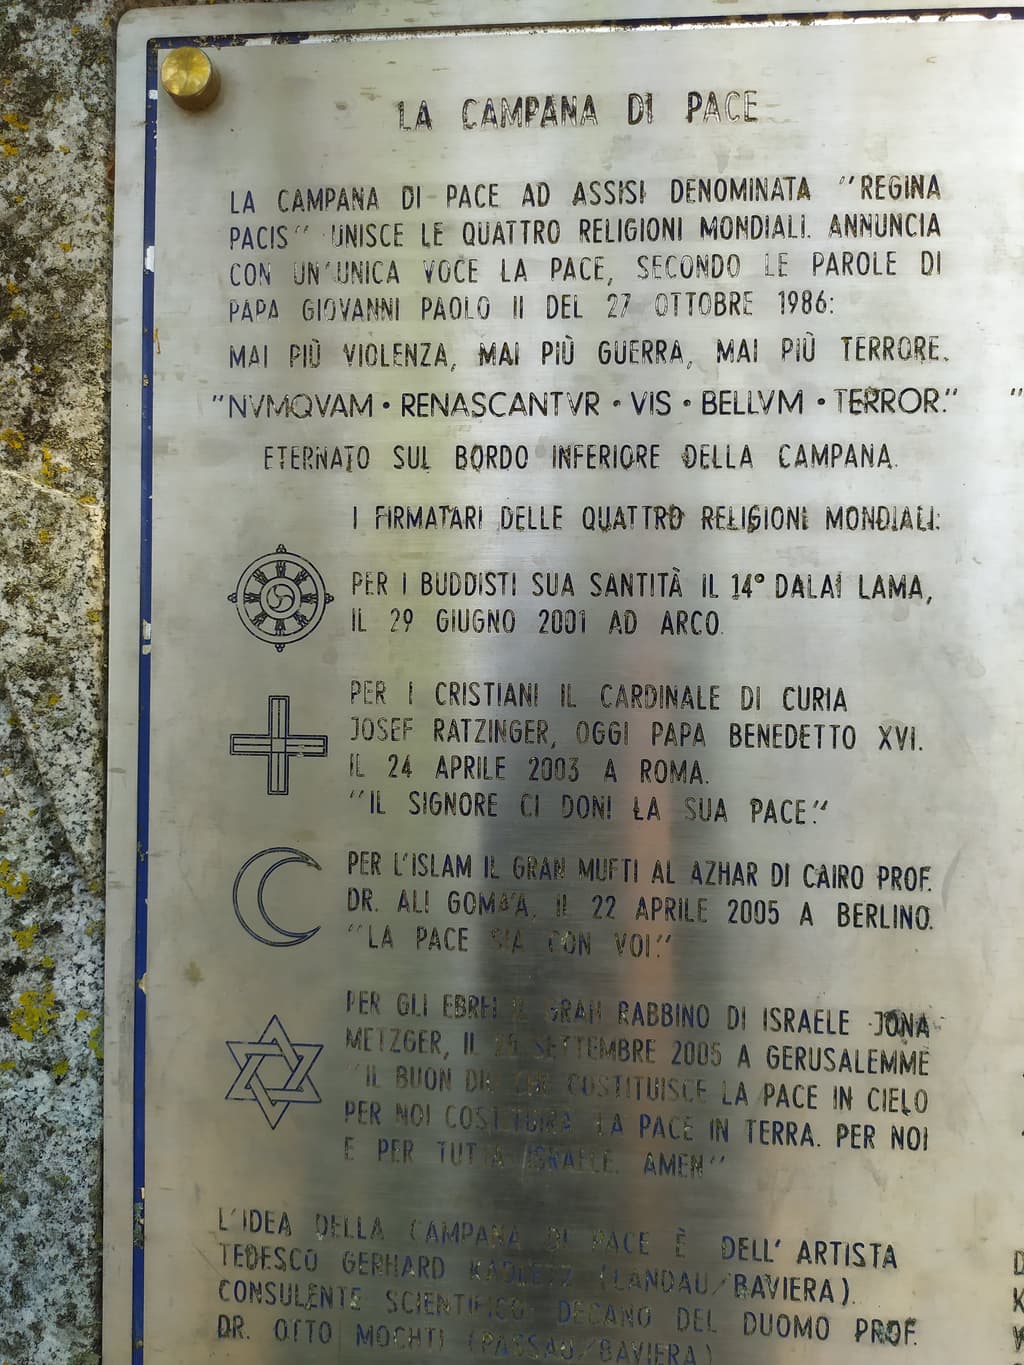 LA CAMPANA DI PACE
LA CAMPANA DI PACE AD ASSISI DENOMINATA "REGINA
PACIS" UNISCE LE QUATTRO RELIGIONI MONDIALI. ANNUNCIA
CON UN'UNICA VOCE LA PACE, SECONDO LE PAROLE DI
PAPA GIOVANNI PAOLO II DEL 27 OTTOBRE 1986:
MAI PIÙ VIOLENZA, MAI PIÙ GUERRA, MAI PIÙ TERRORE.
"NVMQVAM · RENASCANTVR · VIS · BELLVM · TERROR."
ETERNATO SUL BORDO INFERIORE DELLA CAMPANA.
I FIRMATARI DELLE QUATTRO RELIGIONI MONDIALI:
PER I BUDDISTI SUA SANTITÀ IL 14° DALAI LAMA,
IL 29 GIUGNO 2001 AD ARCO.
PER I CRISTIANI IL CARDINALE DI CURIA
JOSEF RATZINGER, OGGI PAPA BENEDETTO XVI.
IL 24 APRILE 2003 A ROMA.
"IL SIGNORE CI DONI LA SUA PACE."
PER L'ISLAM IL GRAN MUFTI AL AZHAR DI CAIRO PROF.
DR. ALI GOMA'A, IL 22 APRILE 2005 A BERLINO.
"LA PACE SIA CON VOI."
PER GLI EBREI IL GRAN RABBINO DI ISRAELE JONA
METZGER, IL SETTEMBRE 2005 A GERUSALEMME
"IL BUON DIO CHE COSTITUISCE LA PACE IN CIELO
PER NOI COSTITUIRÀ LA PACE IN TERRA. PER NOI
E PER TUTTA ISRAELE. AMEN"
L'IDEA DELLA CAMPANA DI PACE È DELL' ARTISTA
TEDESCO GERHARD KADLETZ (LANDAU/BAVIERA).
CONSULENTE SCIENTIFICO: DECANO DEL DUOMO PROF.
DR. OTTO MOCHTI (PASSAU/BAVIERA)